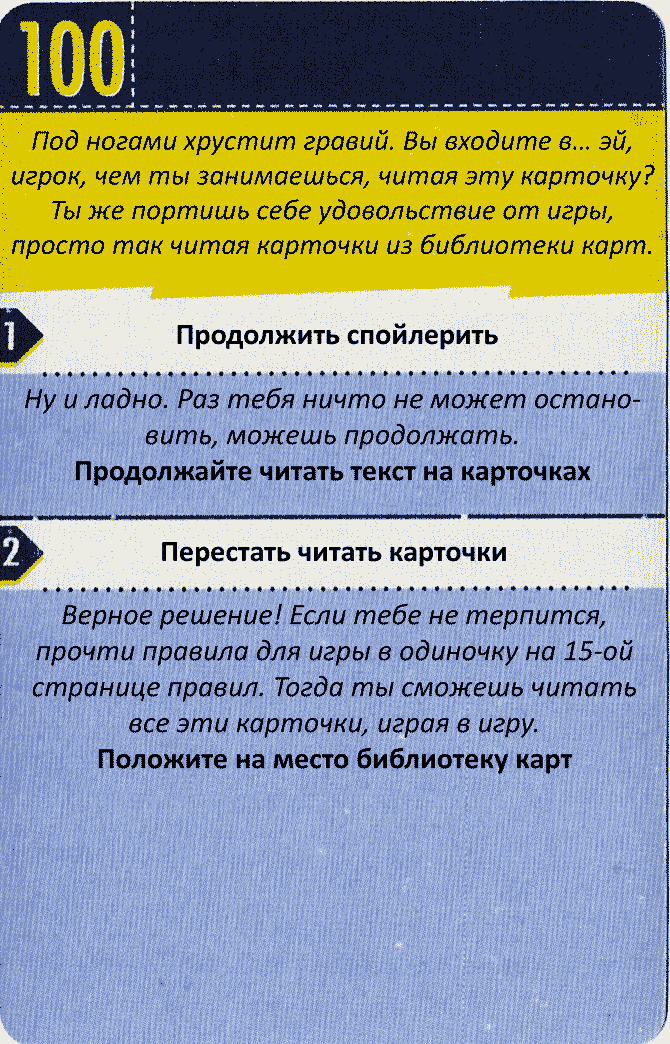 100
Под ногами хрустит гравий. Вы входите в... эй,
игрок, чем ты занимаешься, читая эту карточку?
Ты же портишь себе удовольствие от игры,
просто так читая карточки из библиотеки карт.
1
Продолжить спойлерить
Ну и ладно. Раз тебя ничто не может остано-
вить, можешь продолжать.
Продолжайте читать текст на карточках
2
Перестать читать карточки
Верное решение! Если тебе не терпится,
прочти правила для игры в одиночку на 15-ой
странице правил. Тогда ты сможешь читать
все эти карточки, играя в игру.
Положите на место библиотеку карт